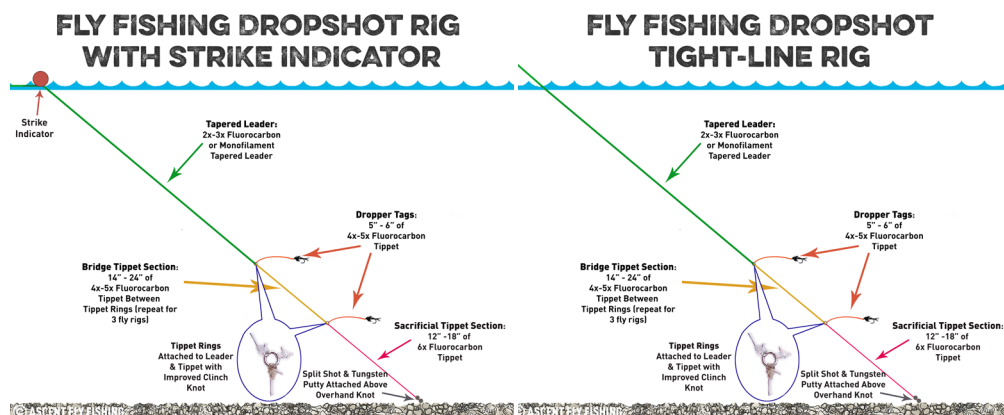 FLY FISHING DROPSHOT RIG
WITH STRIKE INDICATOR
Strike
Indicator
Tapered Leader:
2x-3x Fluorocarbon
or Monofilament
Tapered Leader
Dropper Tags:
5” - 6” of
4x-5x Fluorocarbon
Tippet
Bridge Tippet Section:
14” - 24” of
4x-5x Fluorocarbon
Tippet Between
Tippet Rings (repeat for
3 fly rigs)
Sacrificial Tippet Section:
12” -18” of
6x Fluorocarbon
Tippet
Tippet Rings
Attached to Leader
& Tippet with
Improved Clinch
Knot
Split Shot & Tungsten
Putty Attached Above
Overhand Knot
© ASCENT FLY FISHING
FLY FISHING DROPSHOT
TIGHT-LINE RIG
Tapered Leader:
2x-3x Fluorocarbon
or Monofilament
Tapered Leader
Dropper Tags:
5” - 6” of
4x-5x Fluorocarbon
Tippet
Bridge Tippet Section:
14” - 24” of
4x-5x Fluorocarbon
Tippet Between
Tippet Rings (repeat for
3 fly rigs)
Sacrificial Tippet Section:
12” -18” of
6x Fluorocarbon
Tippet
Tippet Rings
Attached to Leader
& Tippet with
Improved Clinch
Knot
Split Shot & Tungsten
Putty Attached Above
Overhand Knot
© ASCENT FLY FISHING